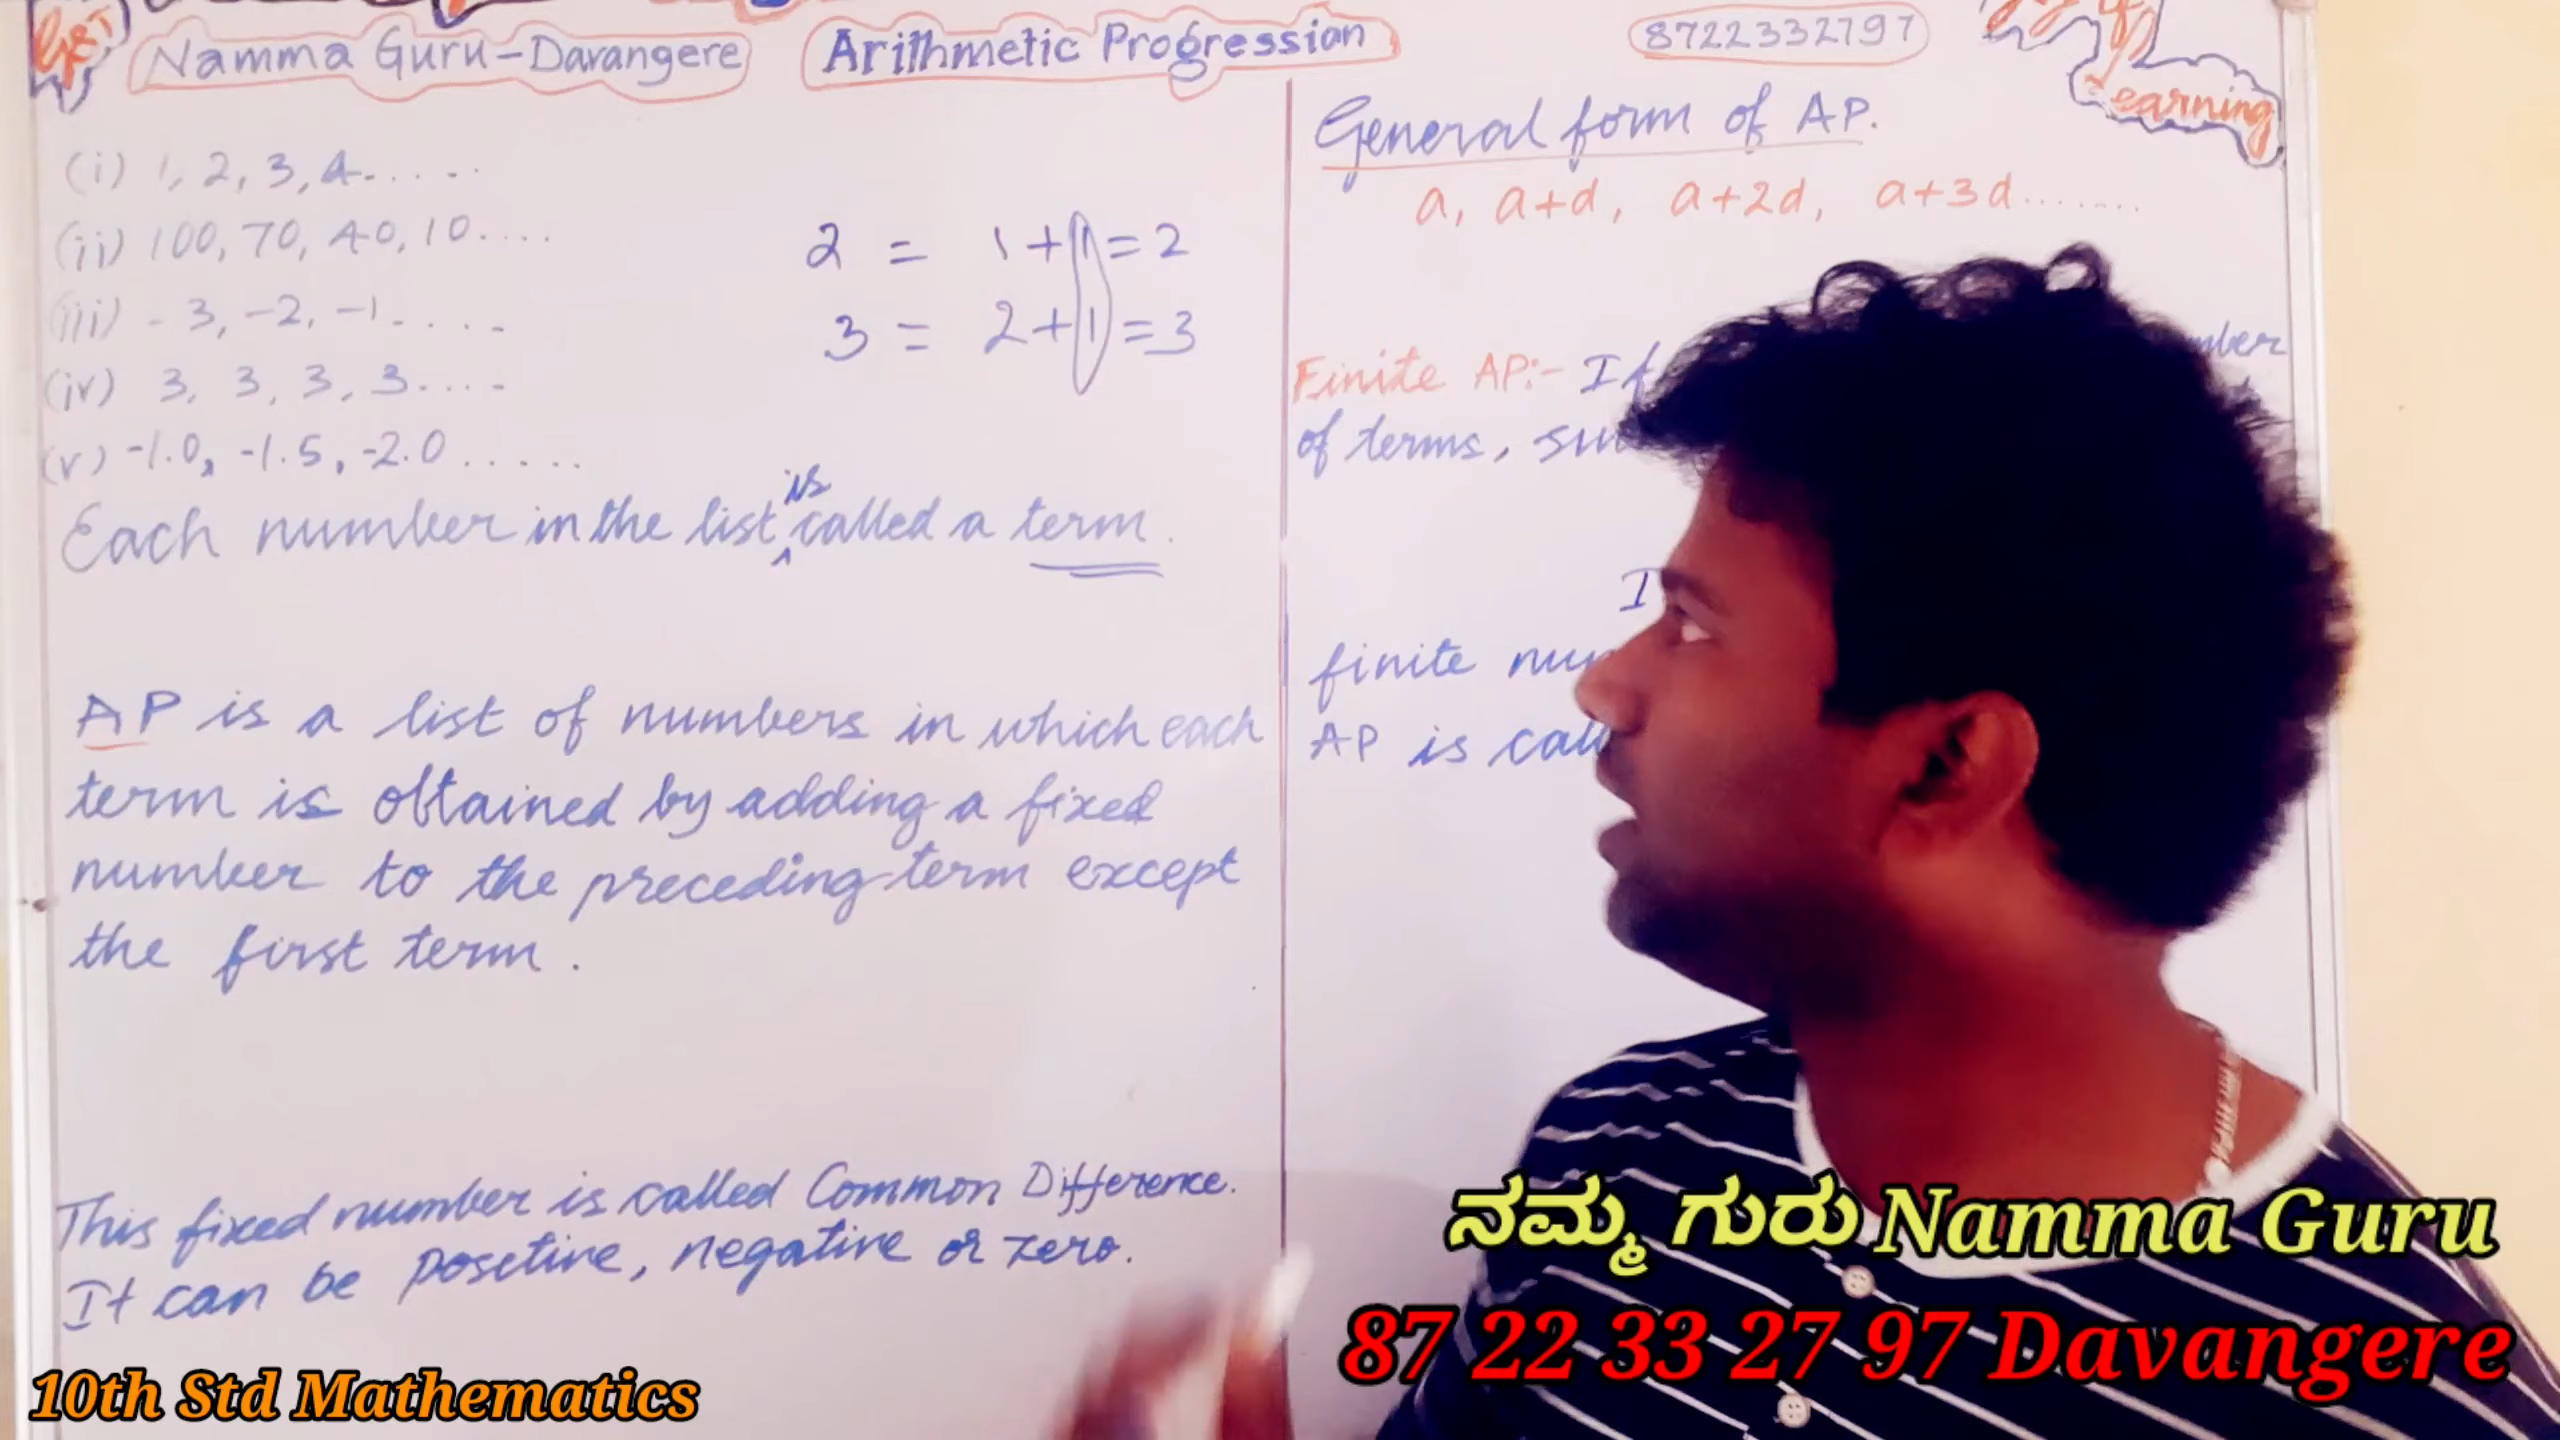 Namma Guru-Davangere
Arithmetic Progression
8722332797
earning
(i) 1, 2, 3, 4......
(ii) 100, 70, 40, 10....
(iii) -3, -2, -1.....
(iv) 3, 3, 3, 3....
(v) -1.0, -1.5, -2.0.....
2 = 1+1=2
3 = 2+1=3
Each number in the list is called a term.
AP is a list of numbers in which each
term is obtained by adding a fixed
number to the preceding term except
the first term.
This fixed number is called Common Difference.
It can be posetive, negative or zero.
General form of AP.
a, a+d, a+2d, a+3d.......
Finite AP:- If
of terms,
finite
AP is
ನಮ್ಮ ಗುರು Namma Guru
87 22 33 27 97 Davangere
10th Std Mathematics